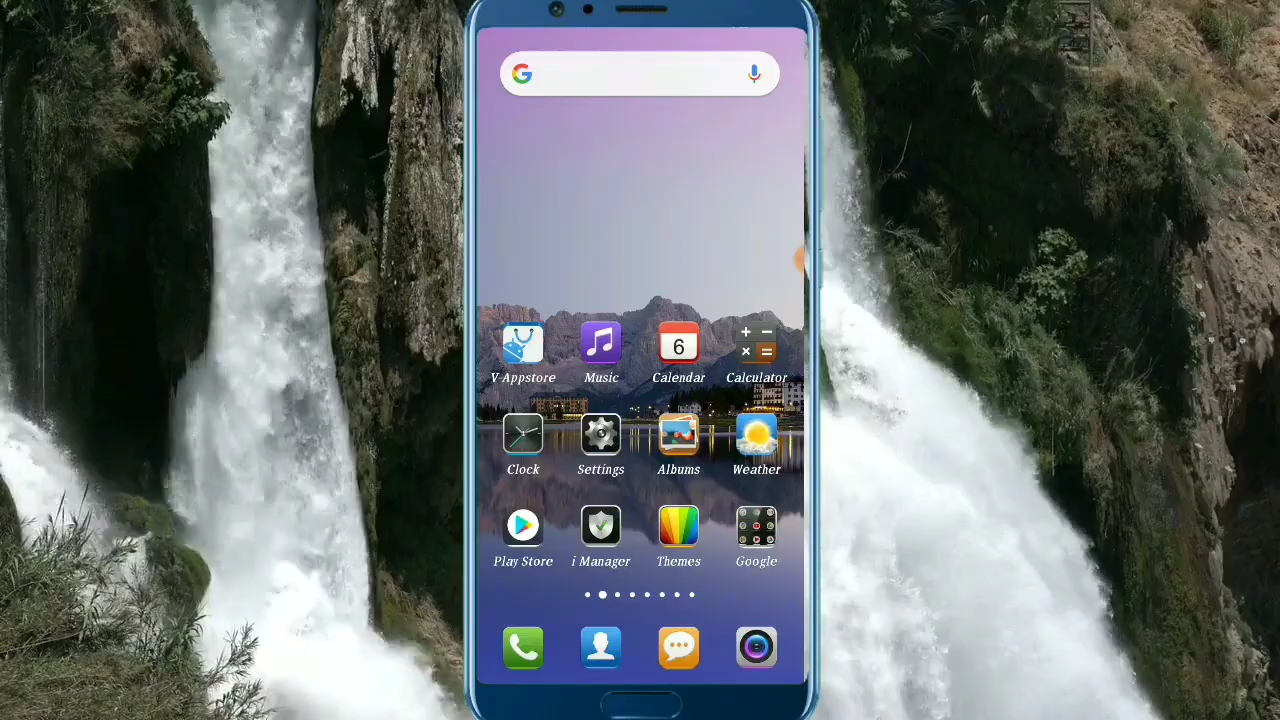 G
V-Appstore Music Calendar Calculator
6
Clock Settings Albums Weather
Play Store i Manager Themes Google